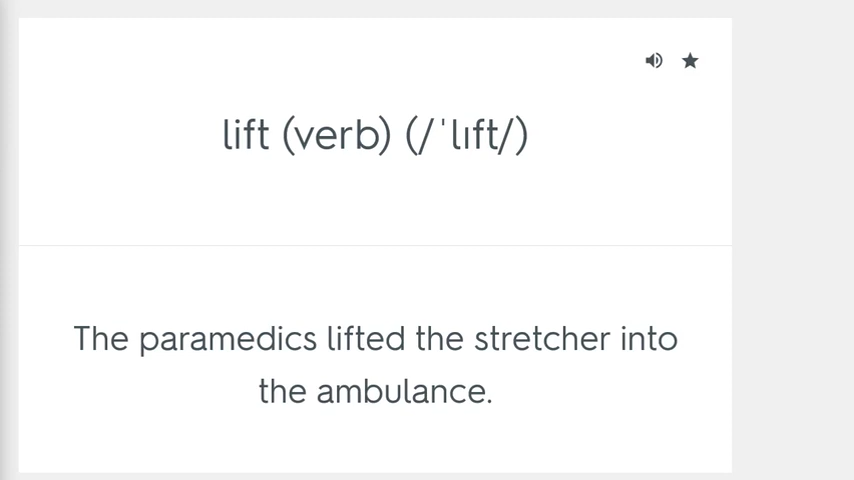 lift (verb) (/ˈlɪft/)
The paramedics lifted the stretcher into
the ambulance.